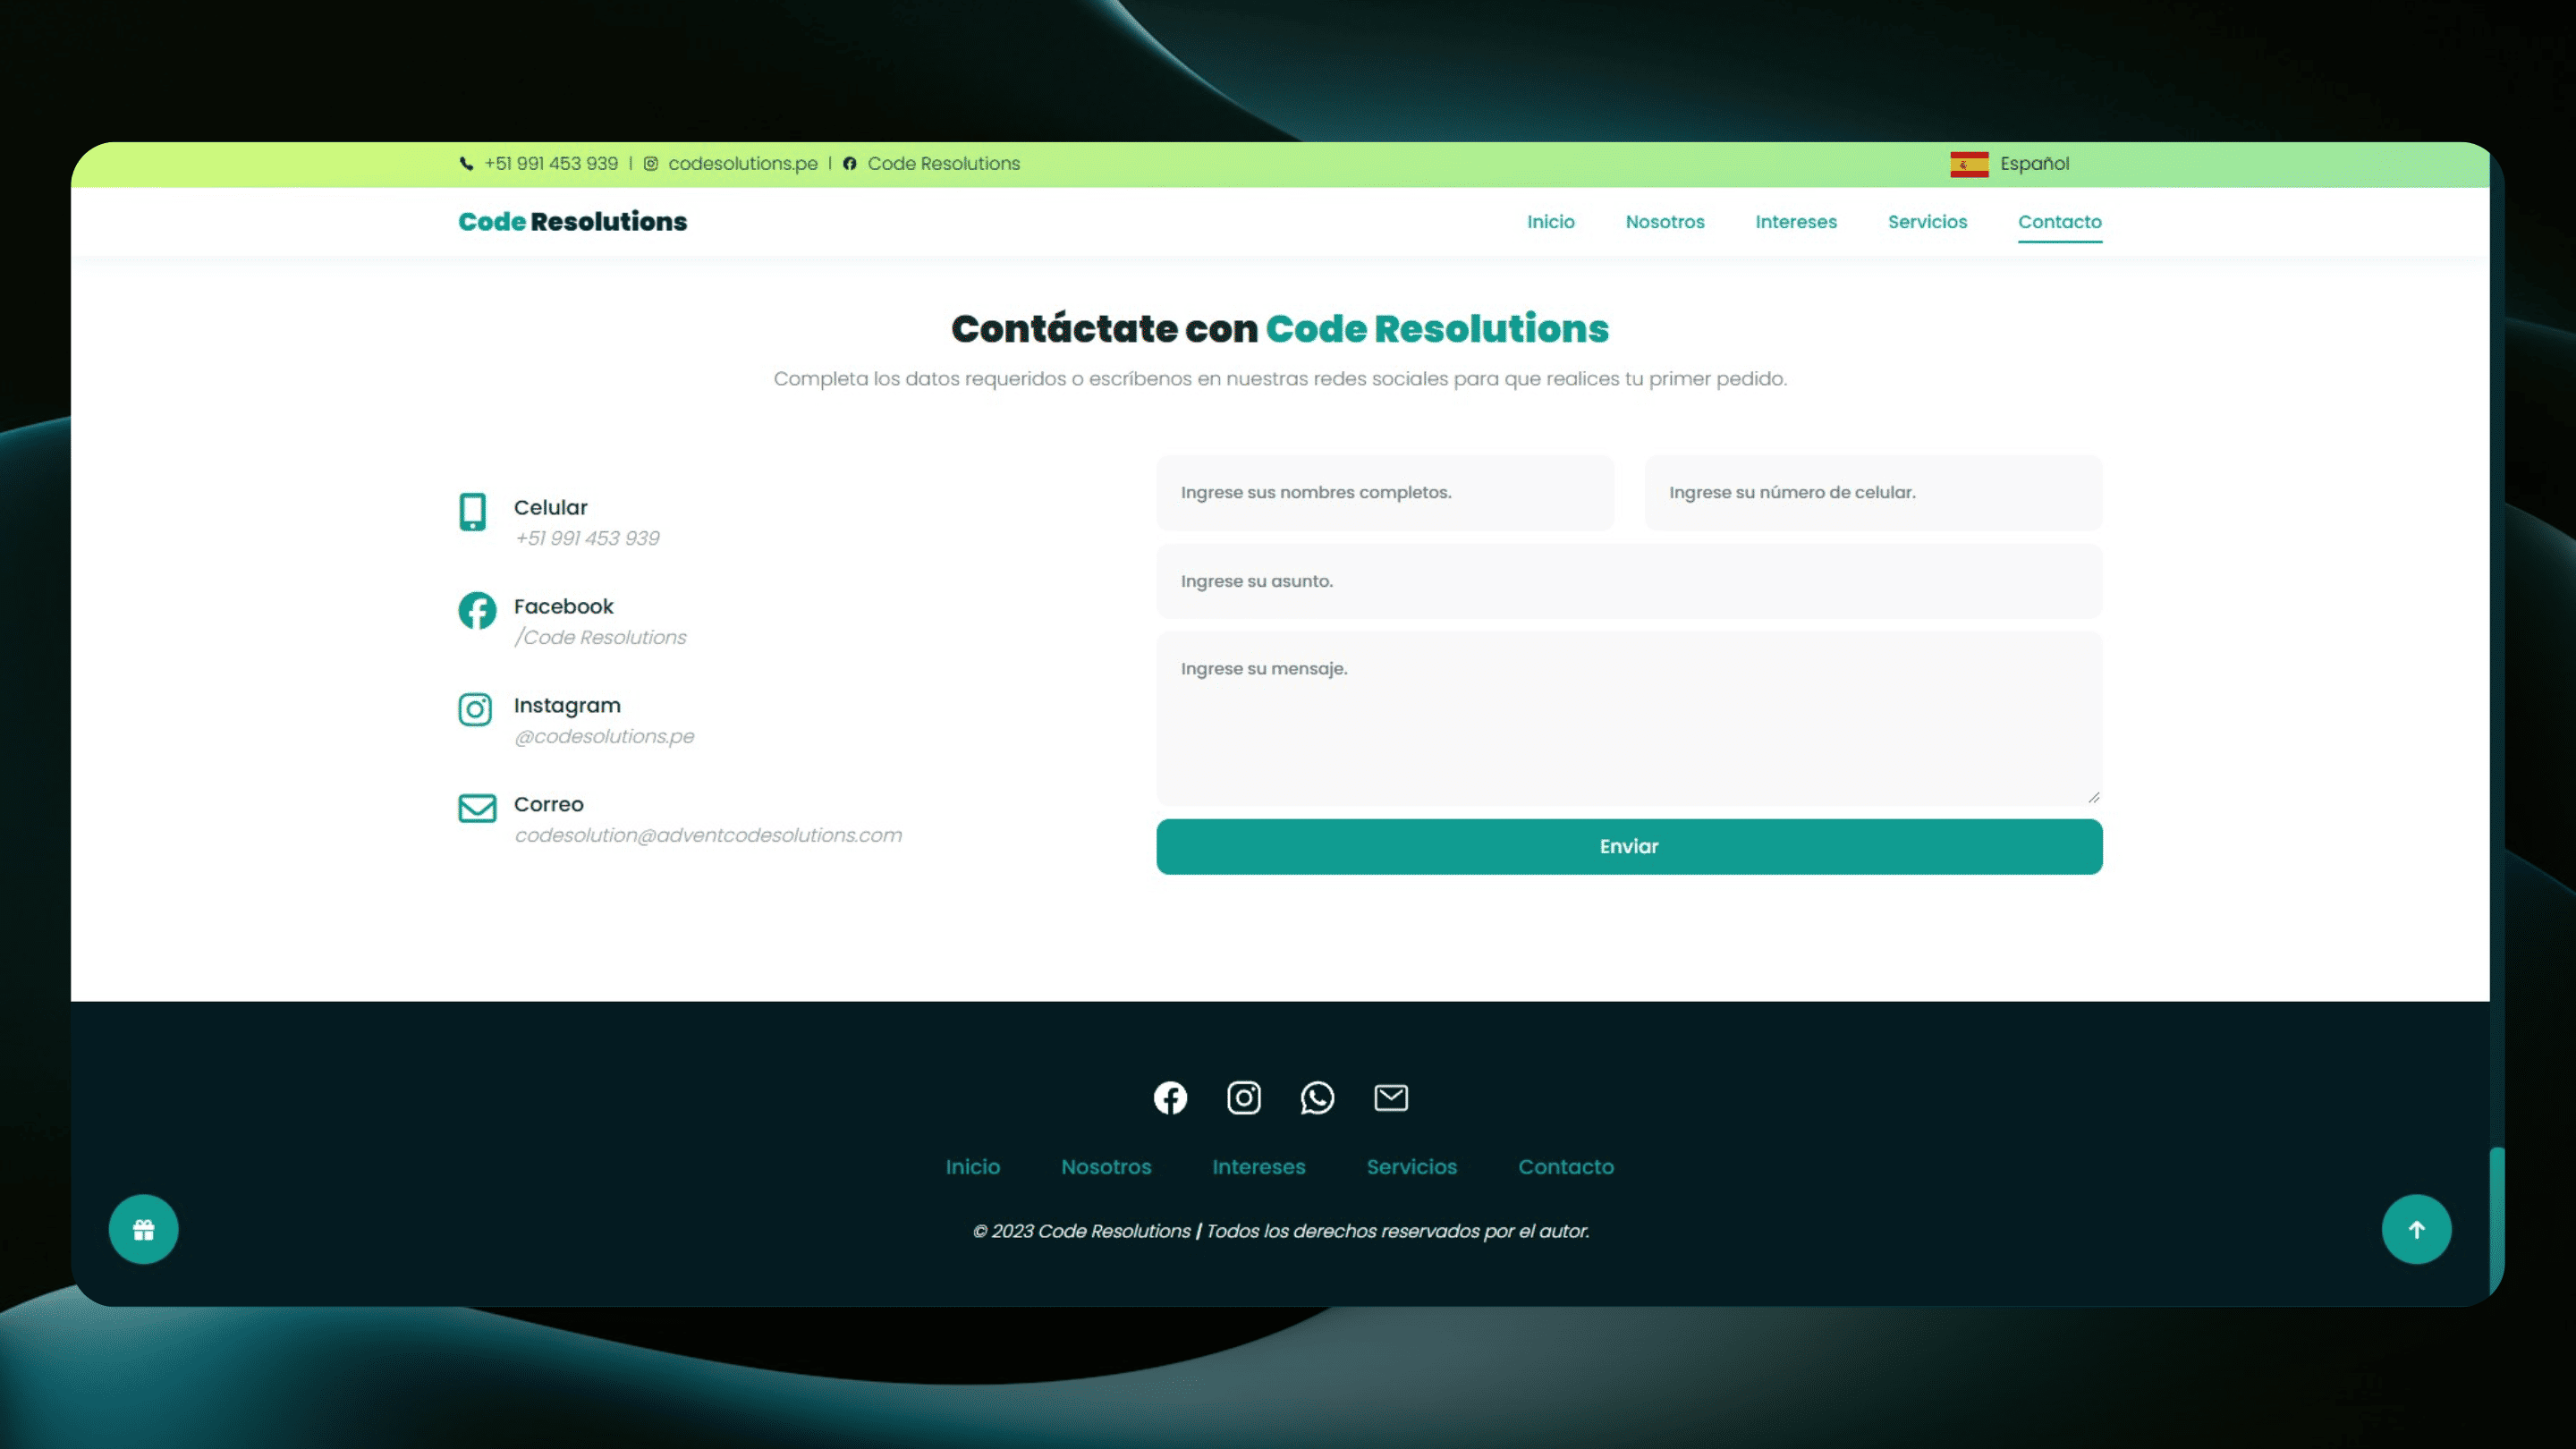 +51 991 453 939 | codesolutions.pe | Code Resolutions
Español
Code Resolutions
Inicio Nosotros Intereses Servicios Contacto
Contáctate con Code Resolutions
Completa los datos requeridos o escríbenos en nuestras redes sociales para que realices tu primer pedido.
Celular
+51 991 453 939
Facebook
/Code Resolutions
Instagram
@codesolutions.pe
Correo
codesolution@adventcodesolutions.com
Ingrese sus nombres completos.
Ingrese su número de celular.
Ingrese su asunto.
Ingrese su mensaje.
Enviar
Inicio Nosotros Intereses Servicios Contacto
© 2023 Code Resolutions | Todos los derechos reservados por el autor.